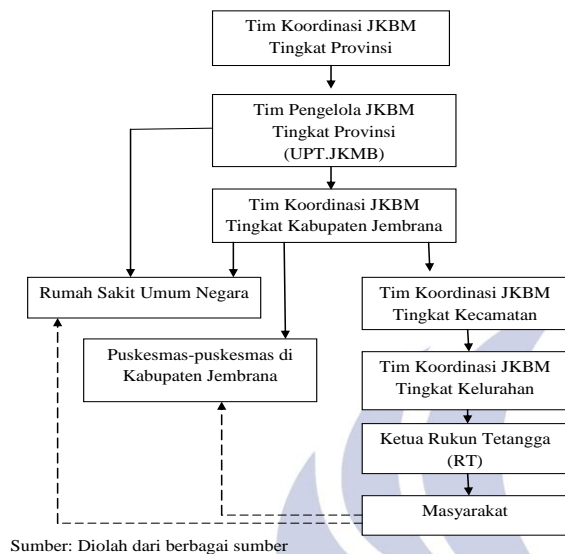 Tim Koordinasi JKBM
Tingkat Provinsi
Tim Pengelola JKBM
Tingkat Provinsi
(UPT.JKMB)
Tim Koordinasi JKBM
Tingkat Kabupaten Jembrana
Rumah Sakit Umum Negara
Puskesmas-puskesmas di
Kabupaten Jembrana
Tim Koordinasi JKBM
Tingkat Kecamatan
Tim Koordinasi JKBM
Tingkat Kelurahan
Ketua Rukun Tetangga
(RT)
Masyarakat
Sumber: Diolah dari berbagai sumber